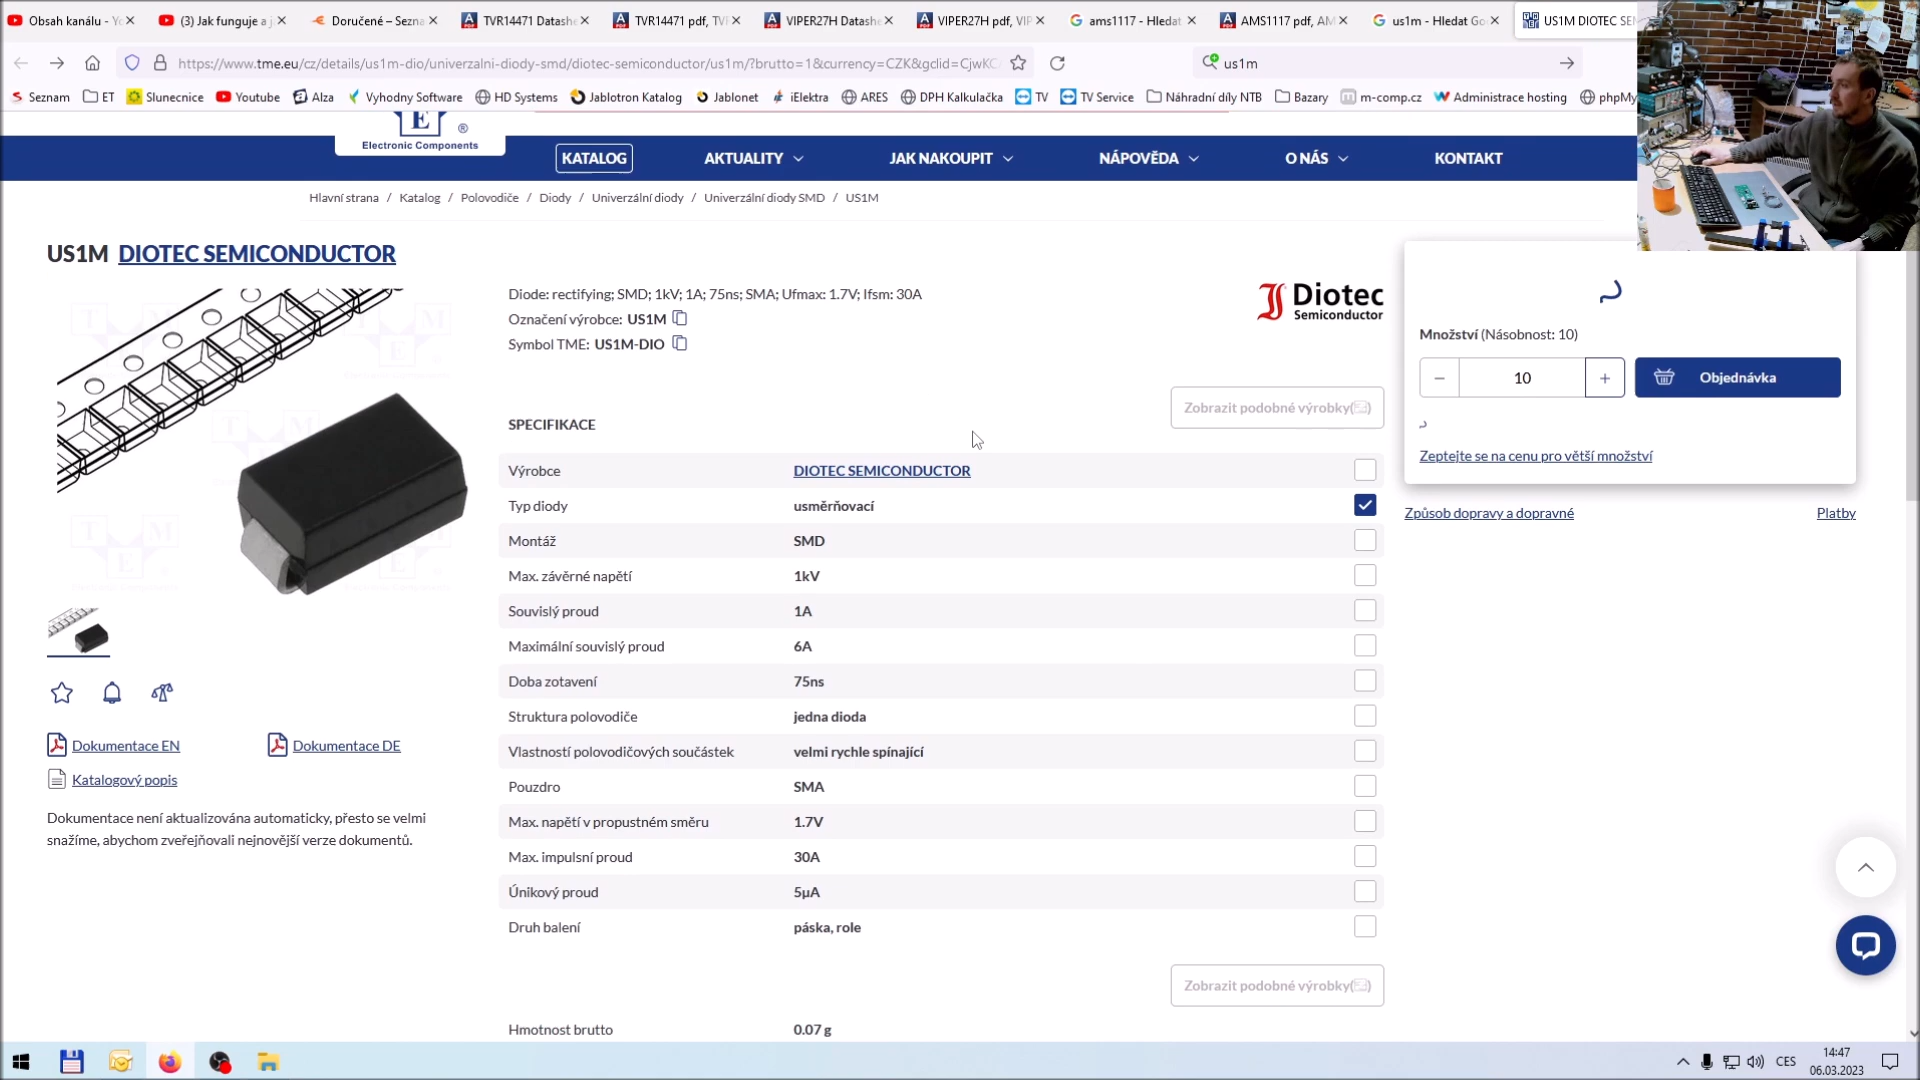 Obsah kanálu - Y
(3) Jak funguje a j
Doručené – Sezna
TVR14471 Datashe
TVR14471 pdf, TVI
VIPER27H Datashe
VIPER27H pdf, VIP
ams1117 - Hledat
AMS1117 pdf, AM
us1m - Hledat Go
US1M DIOTEC SEM
https://www.tme.eu/cz/details/us1m-dio/univerzalni-diody-smd/diotec-semiconductor/us1m/?brutto=1&currency=CZK&gclid=CjwKC
us1m
Seznam
ET
Slunecnice
Youtube
Alza
Vyhodny Software
HD Systems
Jablotron Katalog
Jablonet
iElektra
ARES
DPH Kalkulačka
TV
TV Service
Náhradní díly NTB
Bazary
m-comp.cz
Administrace hosting
phpMy
E ®
Electronic Components
KATALOG
AKTUALITY
JAK NAKOUPIT
NÁPOVĚDA
O NÁS
KONTAKT
Hlavní strana / Katalog / Polovodiče / Diody / Univerzální diody / Univerzální diody SMD / US1M
US1M DIOTEC SEMICONDUCTOR
Diode: rectifying; SMD; 1kV; 1A; 75ns; SMA; Ufmax: 1.7V; Ifsm: 30A
Označení výrobce: US1M
Symbol TME: US1M-DIO
Diotec
Semiconductor
Množství (Násobnost: 10)
− 10 + Objednávka
Zeptejte se na cenu pro větší množství
Způsob dopravy a dopravné
Platby
Zobrazit podobné výrobky
SPECIFIKACE
Výrobce DIOTEC SEMICONDUCTOR
Typ diody usměrňovací
Montáž SMD
Max. závěrné napětí 1kV
Souvislý proud 1A
Maximální souvislý proud 6A
Doba zotavení 75ns
Struktura polovodiče jedna dioda
Vlastností polovodičových součástek velmi rychle spínající
Pouzdro SMA
Max. napětí v propustném směru 1.7V
Max. impulsní proud 30A
Únikový proud 5µA
Druh balení páska, role
Zobrazit podobné výrobky
Hmotnost brutto 0.07 g
Dokumentace EN
Dokumentace DE
Katalogový popis
Dokumentace není aktualizována automaticky, přesto se velmi
snažíme, abychom zveřejňovali nejnovější verze dokumentů.
CES
14:47
06.03.2023